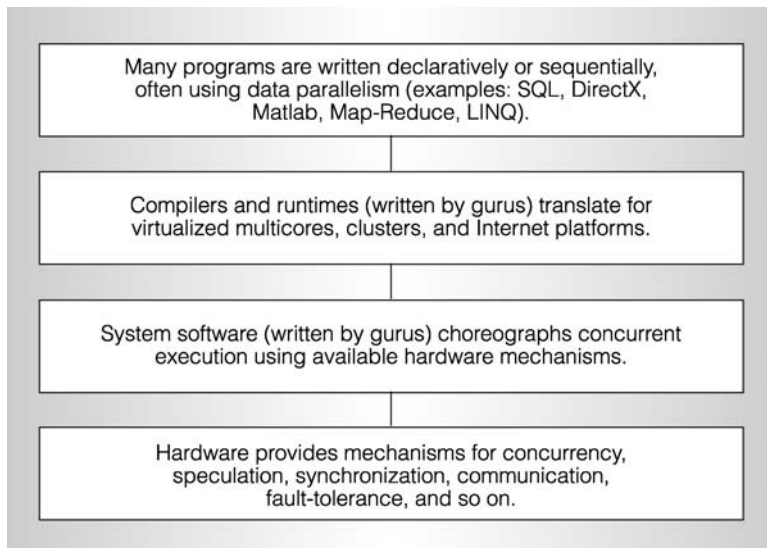 Many programs are written declaratively or sequentially,
often using data parallelism (examples: SQL, DirectX,
Matlab, Map-Reduce, LINQ).
Compilers and runtimes (written by gurus) translate for
virtualized multicores, clusters, and Internet platforms.
System software (written by gurus) choreographs concurrent
execution using available hardware mechanisms.
Hardware provides mechanisms for concurrency,
speculation, synchronization, communication,
fault-tolerance, and so on.